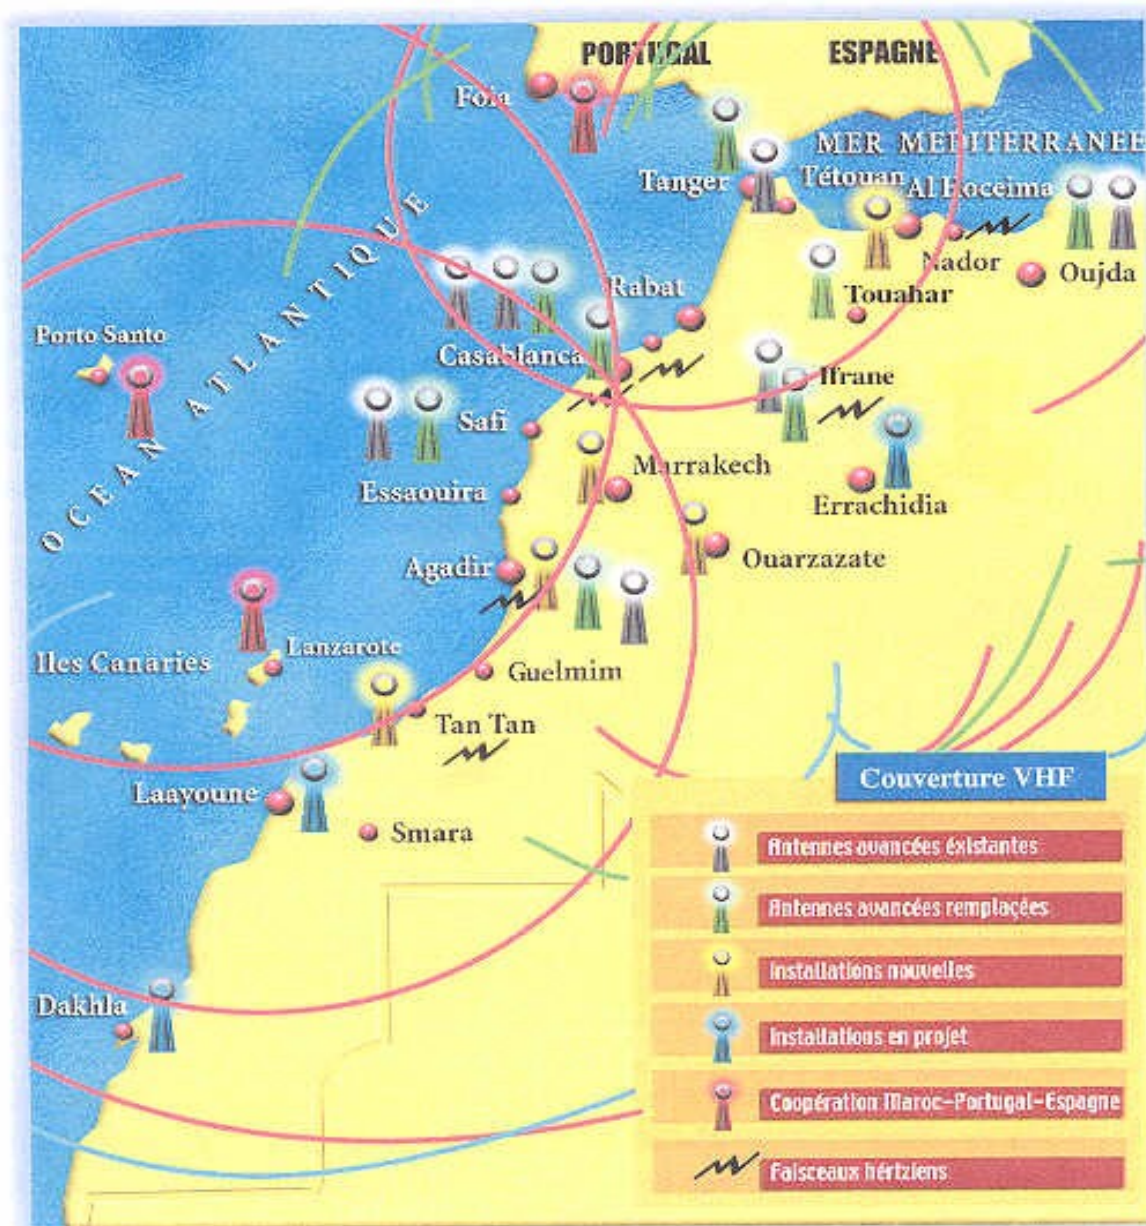 PORTUGAL
ESPAGNE
Foia
MER MEDITERRANEE
Tanger
Tétouan
Al Hoceima
Nador
Oujda
Touahar
Rabat
Casablanca
OCEAN ATLANTIQUE
Porto Santo
Ifrane
Safi
Marrakech
Essaouira
Errachidia
Agadir
Ouarzazate
Iles Canaries
Lanzarote
Guelmim
Tan Tan
Laayoune
Smara
Dakhla
Couverture VHF
Antennes avancées éxistantes
Antennes avancées remplaçées
Installations nouvelles
Installations en projet
Coopération Maroc-Portugal-Espagne
Faisceaux hértziens